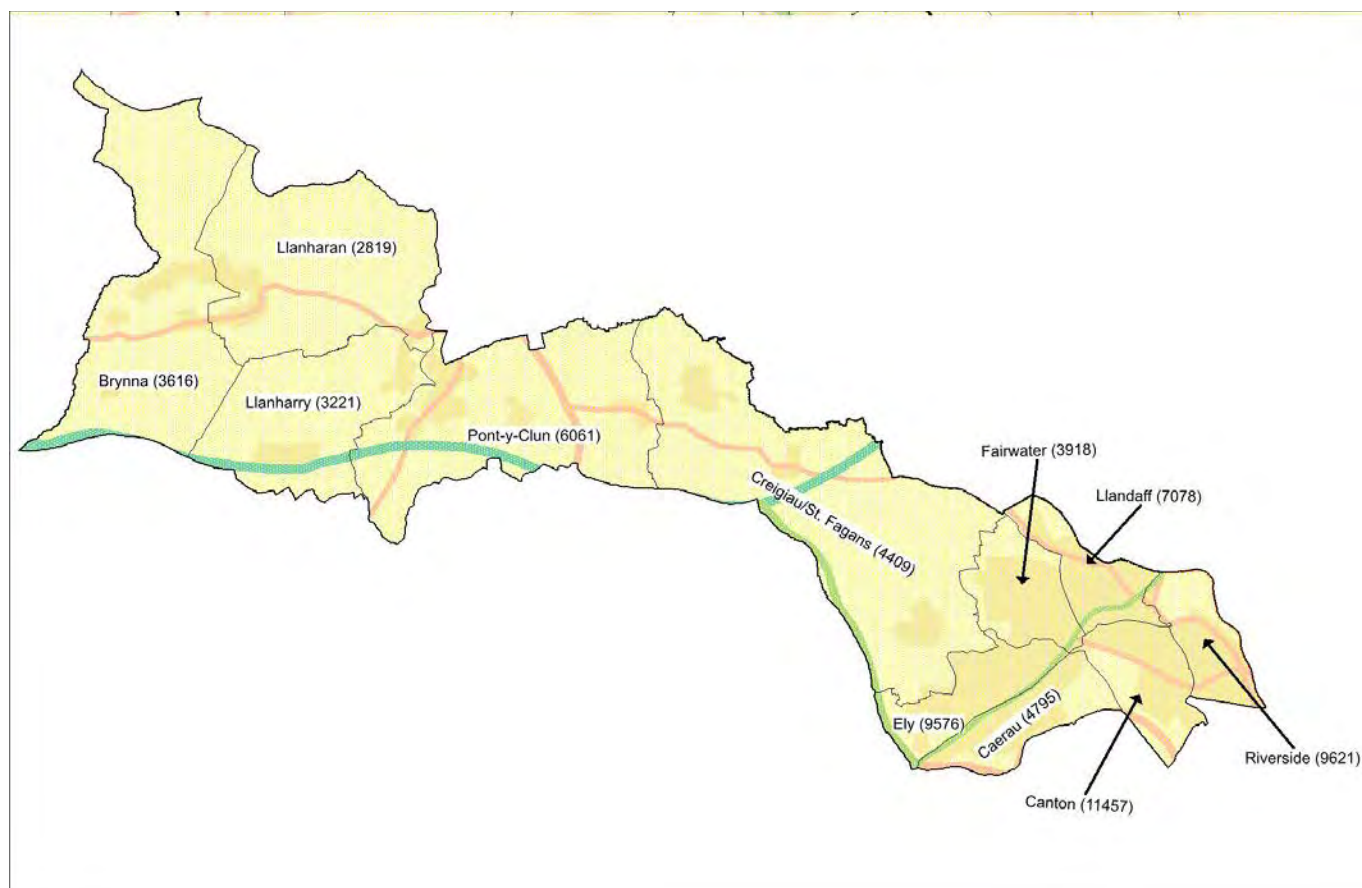 Llanharan (2819)
Brynna (3616)
Llanharry (3221)
Pont-y-Clun (6061)
Fairwater (3918)
Llandaff (7078)
Creigiau/St. Fagans (4409)
Ely (9576)
Caerau (4795)
Riverside (9621)
Canton (11457)